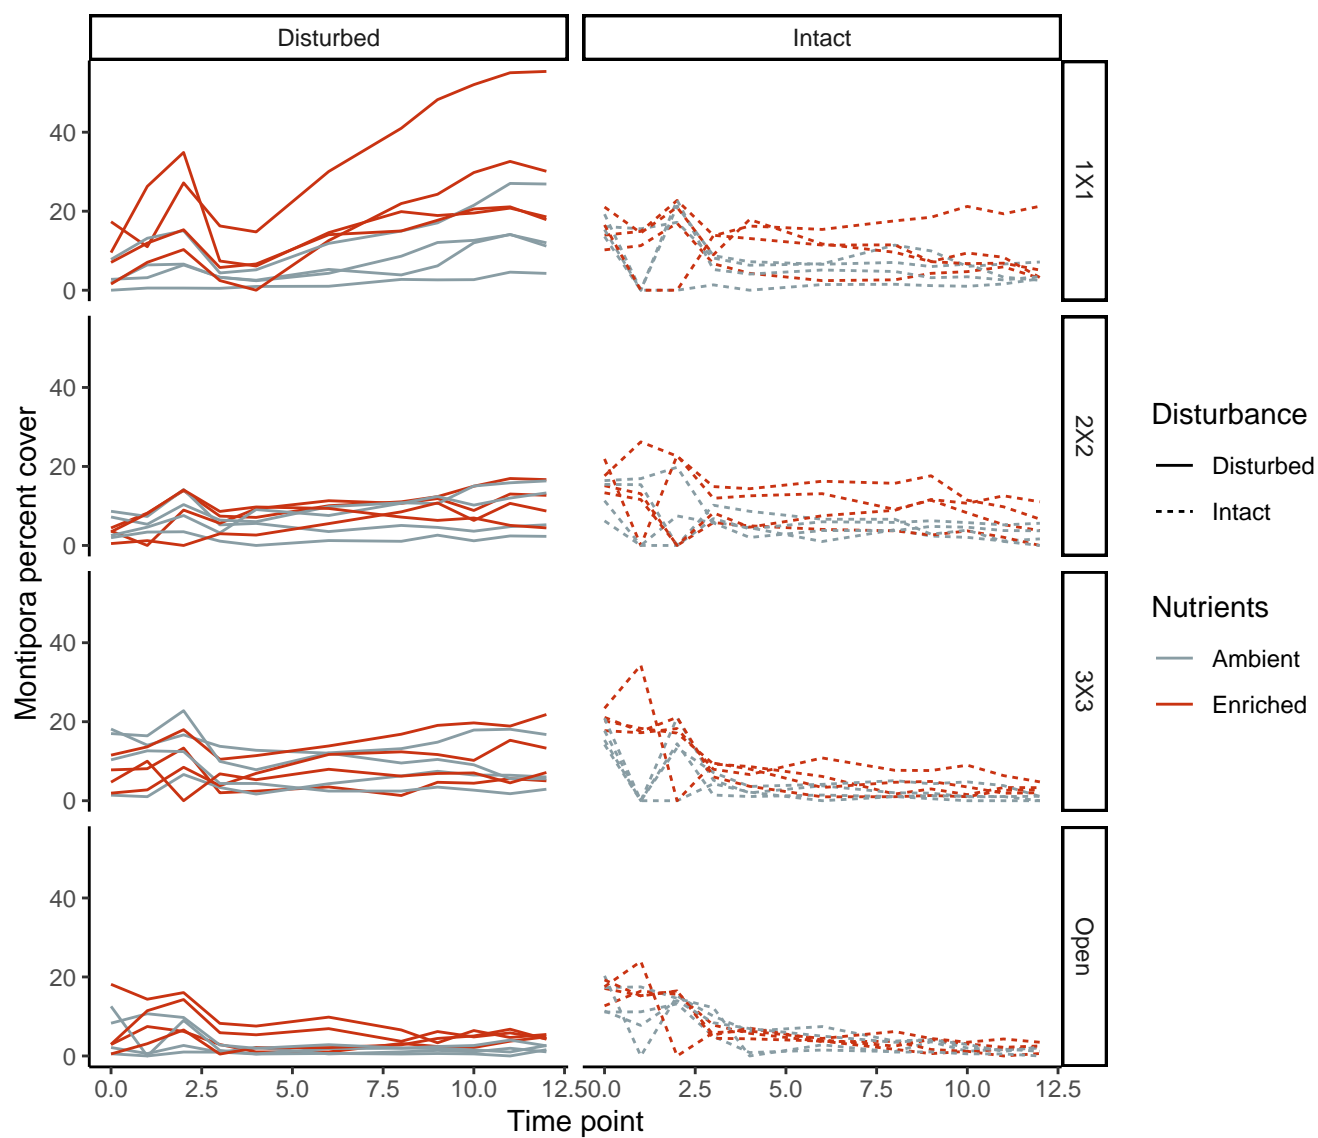 Disturbed Intact
40
20
0
1X1
40
20
0
2X2
40
20
0
3X3
40
20
0
Open
Montipora percent cover
0.0 2.5 5.0 7.5 10.0 12.5 0.0 2.5 5.0 7.5 10.0 12.5
Time point
Disturbance
Disturbed
Intact
Nutrients
Ambient
Enriched